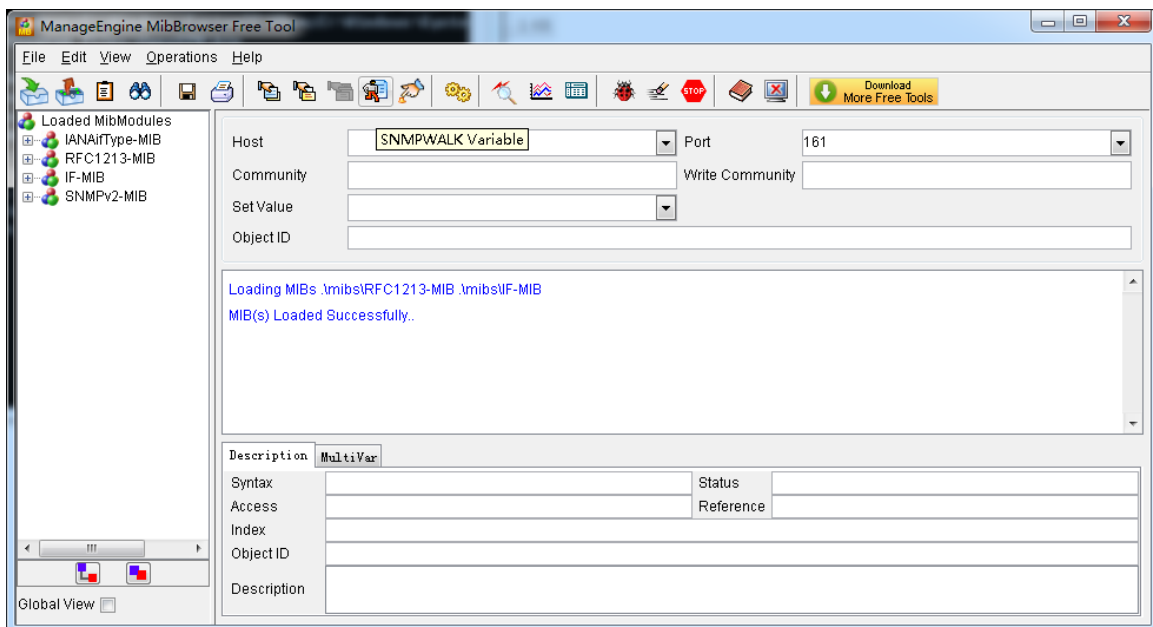 ManageEngine MibBrowser Free Tool
File Edit View Operations Help
STOP
Download
More Free Tools
Loaded MibModules
IANAifType-MIB
RFC1213-MIB
IF-MIB
SNMPv2-MIB
Global View
Host
SNMPWALK Variable
Port
161
Community
Write Community
Set Value
Object ID
Loading MIBs .\mibs\RFC1213-MIB .\mibs\IF-MIB
MIB(s) Loaded Successfully..
Description MultiVar
Syntax
Status
Access
Reference
Index
Object ID
Description